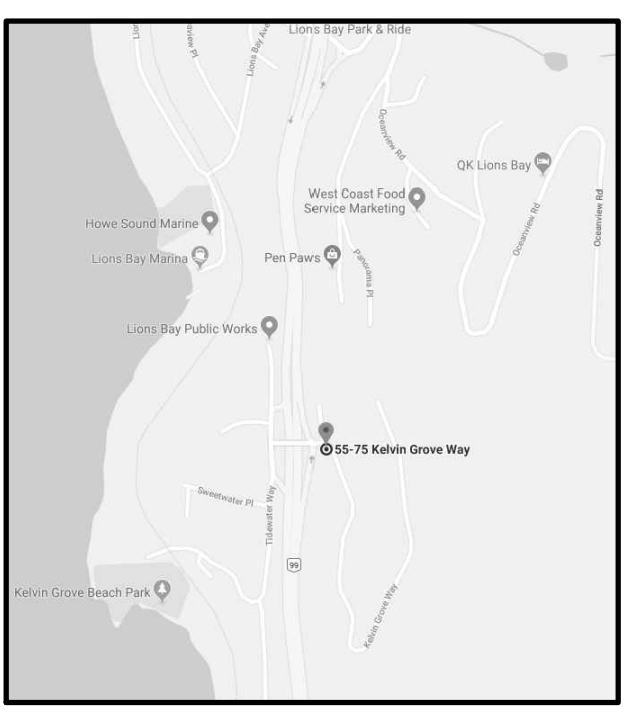 Lion's Bay Park & Ride
Lions Bay Ave
Oceanview Rd
QK Lions Bay
West Coast Food
Service Marketing
Oceanview Rd
Oceanview Rd
Howe Sound Marine
Lions Bay Marina
Pen Paws
Panorama Pl
Lions Bay Public Works
55-75 Kelvin Grove Way
Sweetwater Pl
Tidewater Way
99
Kelvin Grove Beach Park
Kelvin Grove Way